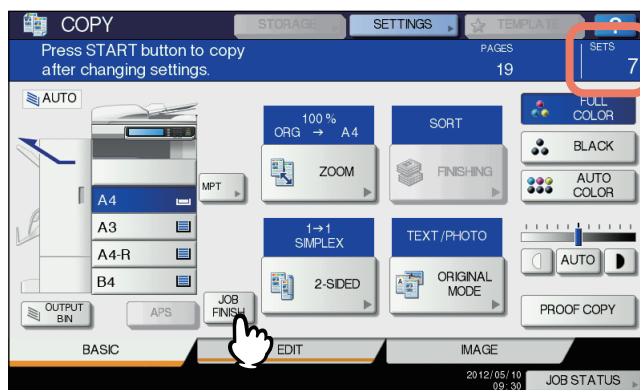 COPY
STORAGE
SETTINGS
TEMPLATE
?
Press START button to copy
after changing settings.
PAGES
19
SETS
7
AUTO
100 %
ORG → A4
ZOOM
SORT
FINISHING
FULL
COLOR
BLACK
AUTO
COLOR
MPT
A4
A3
A4-R
B4
1→1
SIMPLEX
2-SIDED
TEXT/PHOTO
ORIGINAL
MODE
AUTO
OUTPUT
BIN
APS
JOB
FINISH
PROOF COPY
BASIC
EDIT
IMAGE
2012/05/10
09:30
JOB STATUS